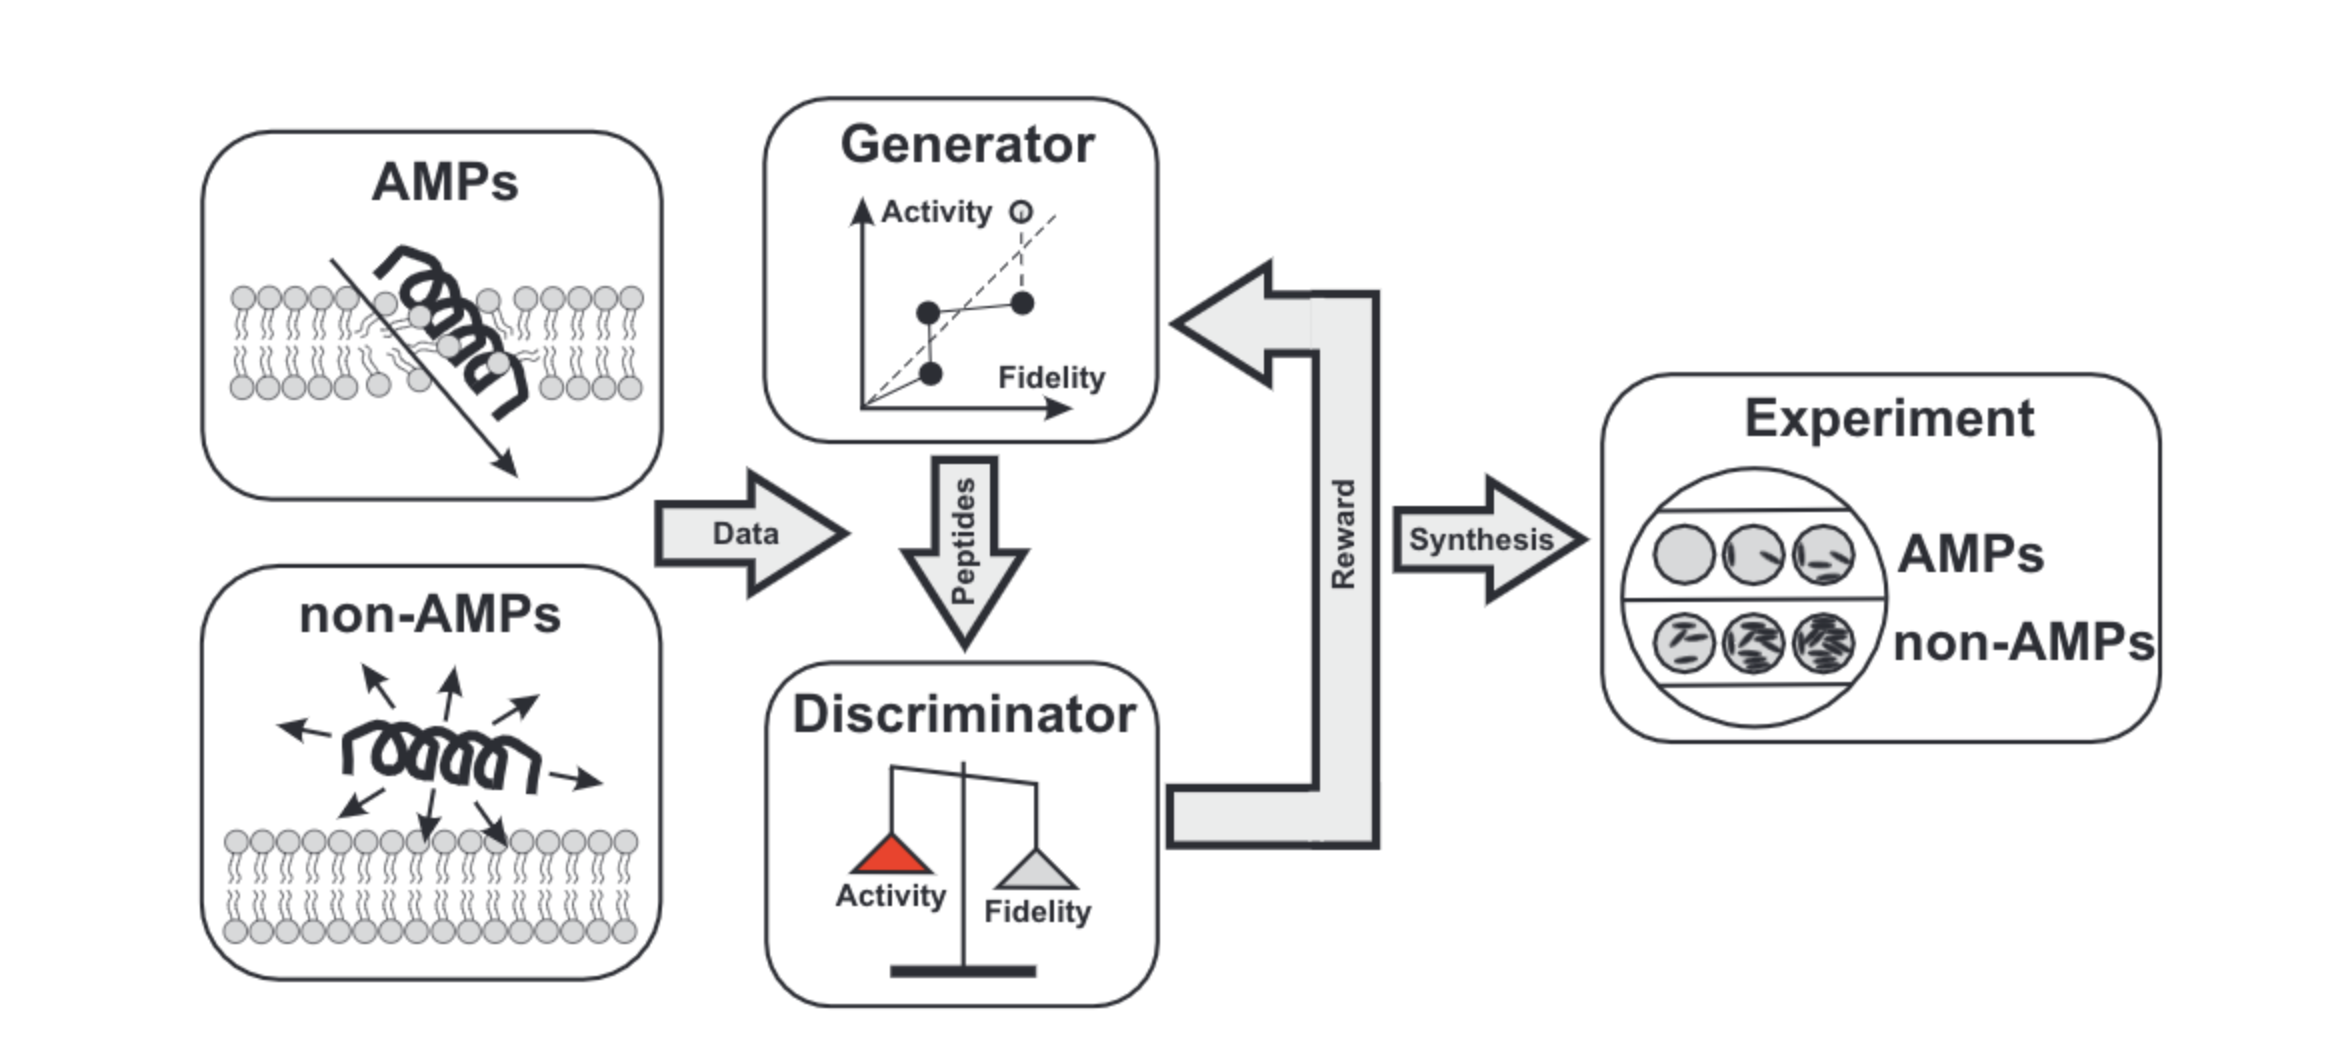 AMPs
non-AMPs
Data
Generator
Activity
Fidelity
Peptides
Discriminator
Activity
Fidelity
Reward
Synthesis
Experiment
AMPs
non-AMPs